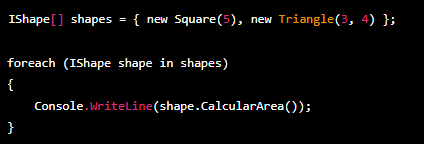 IShape[] shapes = { new Square(5), new Triangle(3, 4) };
foreach (IShape shape in shapes)
{
    Console.WriteLine(shape.CalcularArea());
}